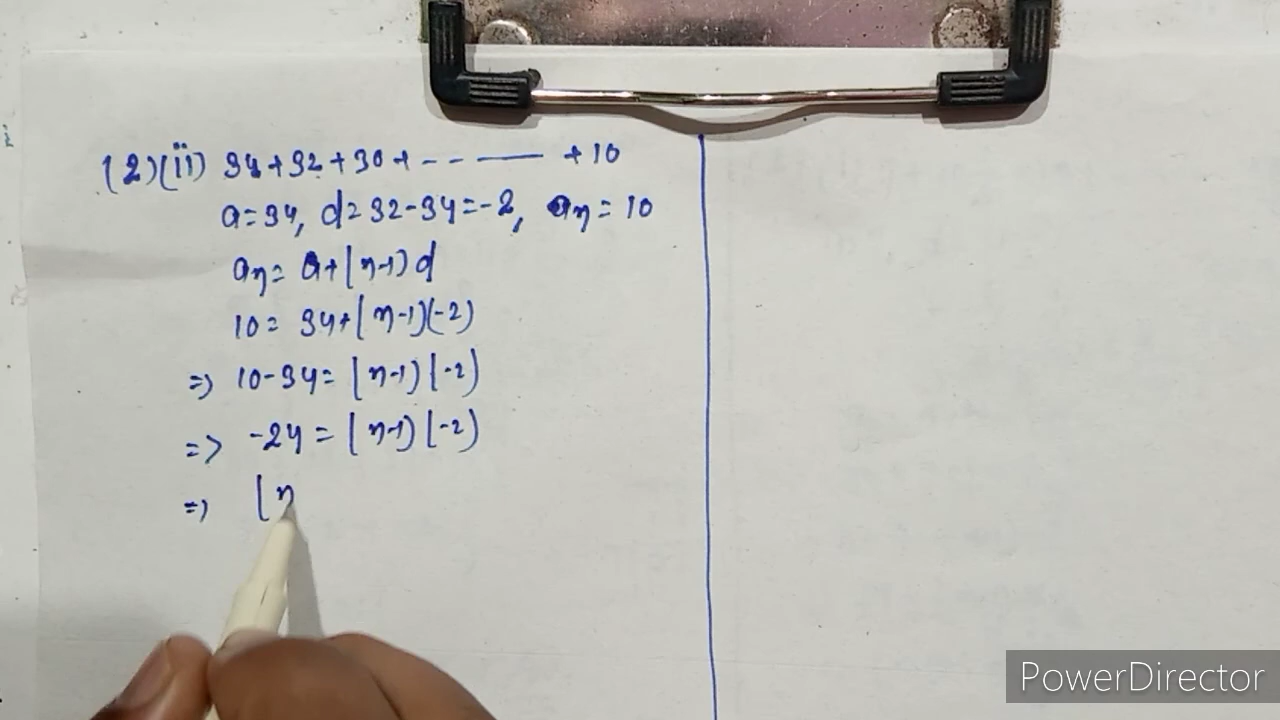 (2)(ii) 34+32+30+-- —— +10
a=34, d=32-34=-2, an=10
an= a+(n-1)d
10= 34+(n-1)(-2)
=> 10-34= (n-1)(-2)
=> -24=(n-1)(-2)
=> (n
PowerDirector